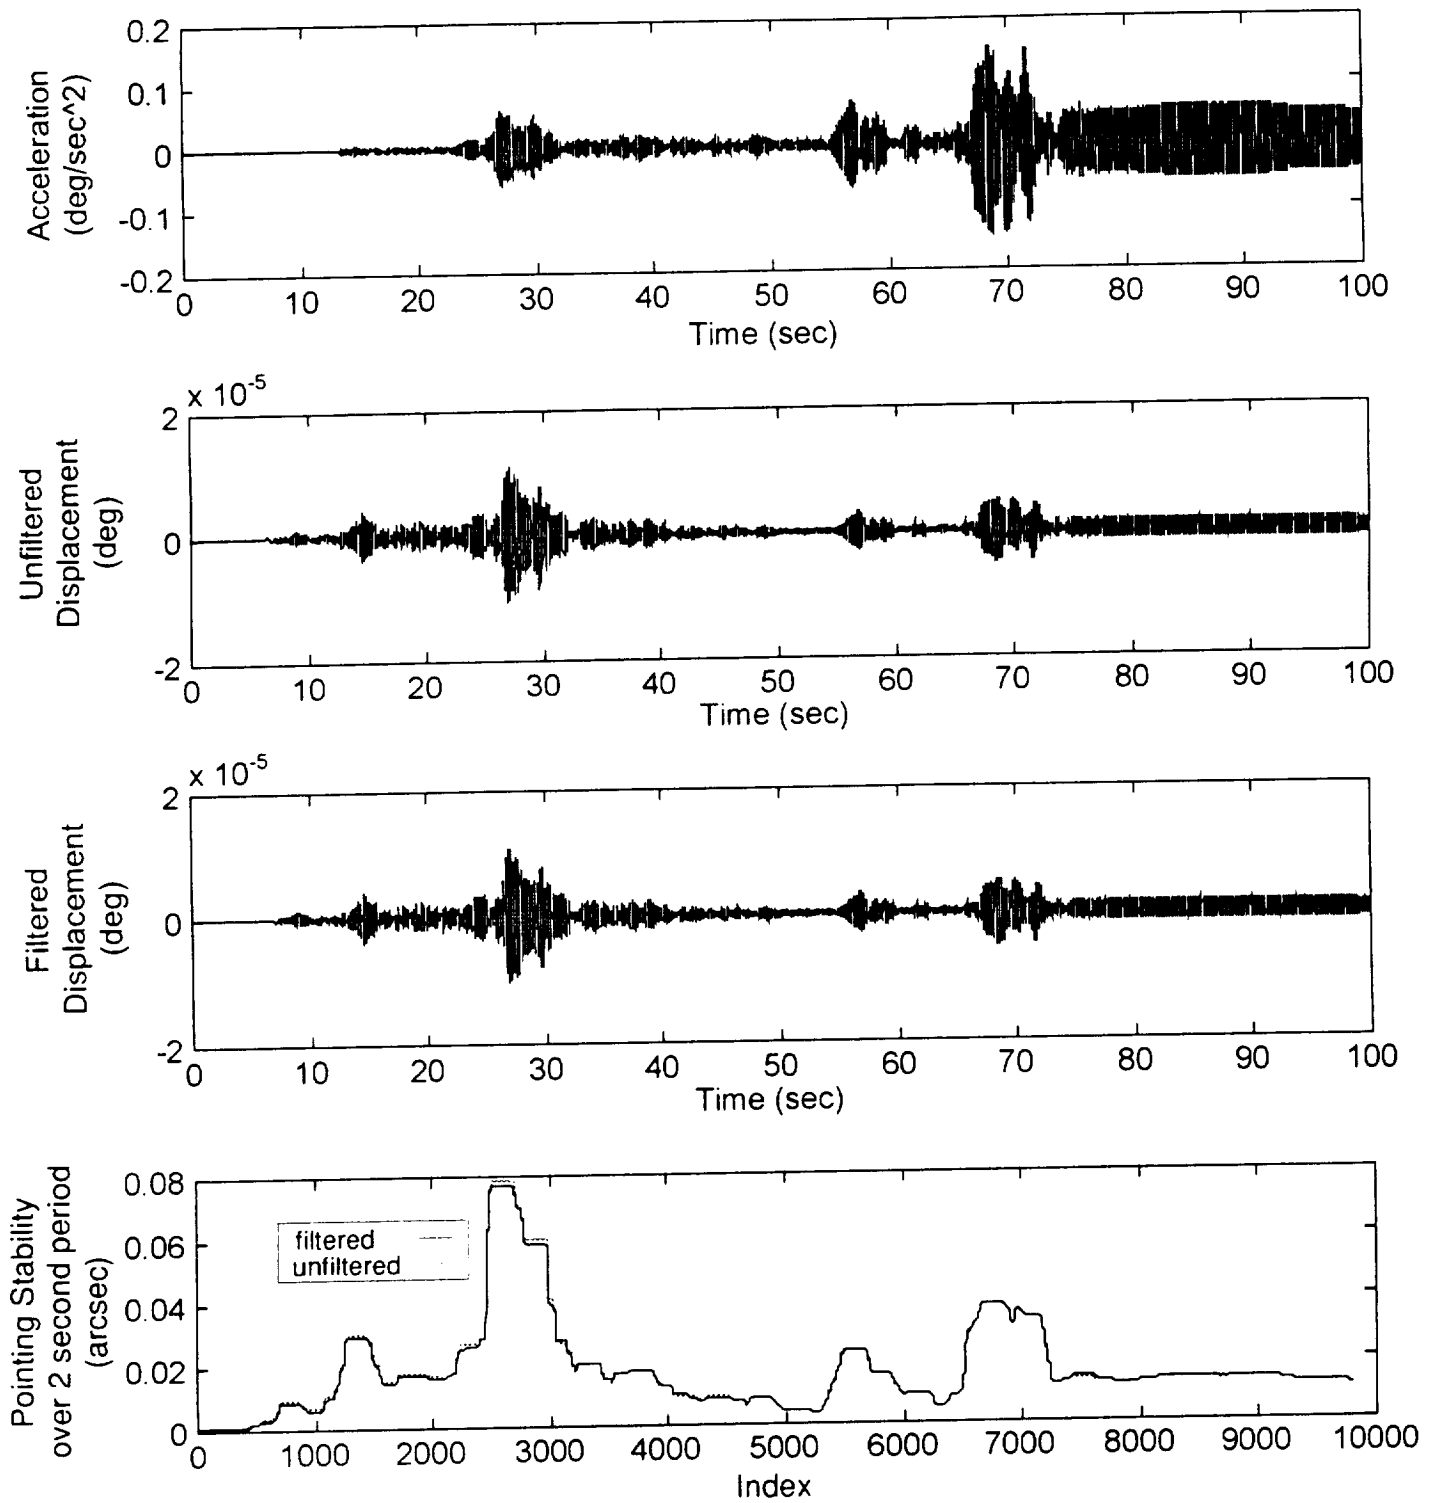 Acceleration
(deg/sec^2)
0.2
0.1
0
-0.1
-0.2
0 10 20 30 40 50 60 70 80 90 100
Time (sec)
x 10-5
Unfiltered
Displacement
(deg)
2
0
-2
0 10 20 30 40 50 60 70 80 90 100
Time (sec)
x 10-5
Filtered
Displacement
(deg)
2
0
-2
0 10 20 30 40 50 60 70 80 90 100
Time (sec)
Pointing Stability
over 2 second period
(arcsec)
0.08
0.06
0.04
0.02
0
filtered
unfiltered
0 1000 2000 3000 4000 5000 6000 7000 8000 9000 10000
Index